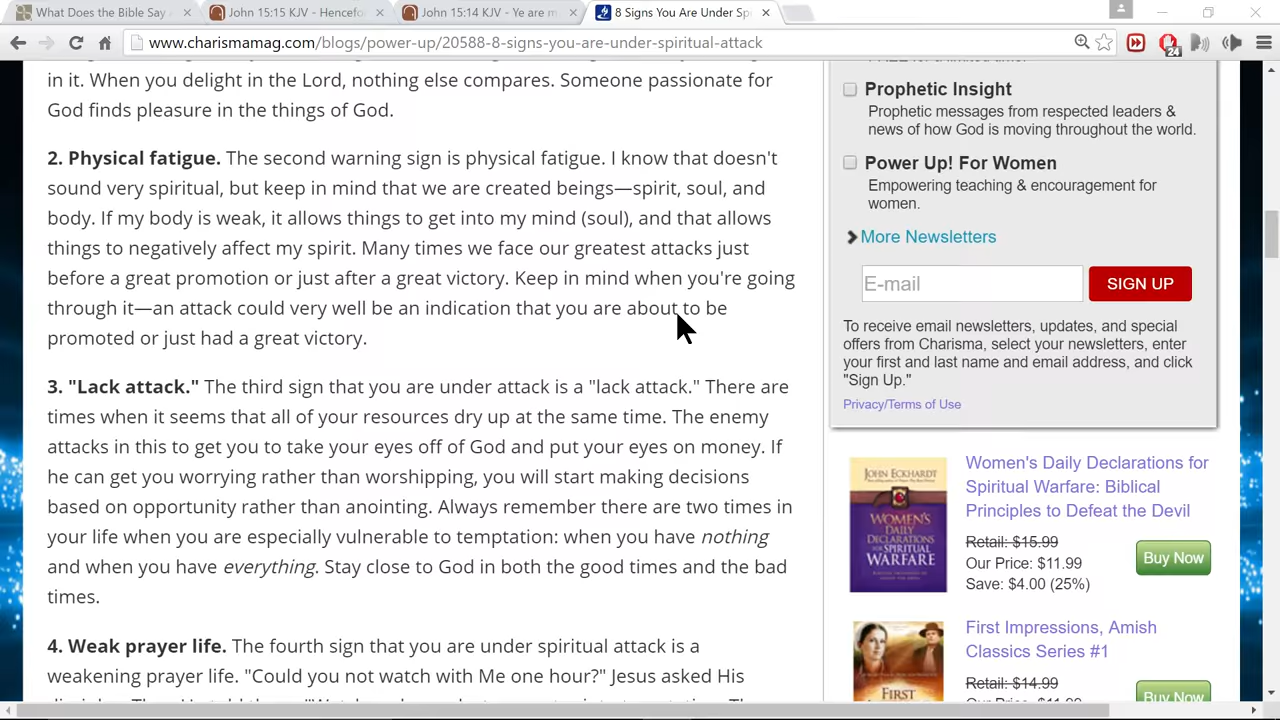 What Does the Bible Say
John 15:15 KJV - Hencefo
John 15:14 KJV - Ye are m
8 Signs You Are Under Sp
www.charismamag.com/blogs/power-up/20588-8-signs-you-are-under-spiritual-attack
24
in it. When you delight in the Lord, nothing else compares. Someone passionate for
God finds pleasure in the things of God.
2. Physical fatigue. The second warning sign is physical fatigue. I know that doesn't
sound very spiritual, but keep in mind that we are created beings—spirit, soul, and
body. If my body is weak, it allows things to get into my mind (soul), and that allows
things to negatively affect my spirit. Many times we face our greatest attacks just
before a great promotion or just after a great victory. Keep in mind when you're going
through it—an attack could very well be an indication that you are about to be
promoted or just had a great victory.
3. "Lack attack." The third sign that you are under attack is a "lack attack." There are
times when it seems that all of your resources dry up at the same time. The enemy
attacks in this to get you to take your eyes off of God and put your eyes on money. If
he can get you worrying rather than worshipping, you will start making decisions
based on opportunity rather than anointing. Always remember there are two times in
your life when you are especially vulnerable to temptation: when you have nothing
and when you have everything. Stay close to God in both the good times and the bad
times.
4. Weak prayer life. The fourth sign that you are under spiritual attack is a
weakening prayer life. "Could you not watch with Me one hour?" Jesus asked His
Prophetic Insight
Prophetic messages from respected leaders &
news of how God is moving throughout the world.
Power Up! For Women
Empowering teaching & encouragement for
women.
More Newsletters
E-mail
SIGN UP
To receive email newsletters, updates, and special
offers from Charisma, select your newsletters, enter
your first and last name and email address, and click
"Sign Up."
Privacy/Terms of Use
JOHN ECKHARDT
WOMEN'S
DAILY
DECLARATIONS
FOR
SPIRITUAL
WARFARE
Women's Daily Declarations for
Spiritual Warfare: Biblical
Principles to Defeat the Devil
Retail: $15.99
Our Price: $11.99
Save: $4.00 (25%)
Buy Now
FIRST
First Impressions, Amish
Classics Series #1
Retail: $14.99
Buy Now